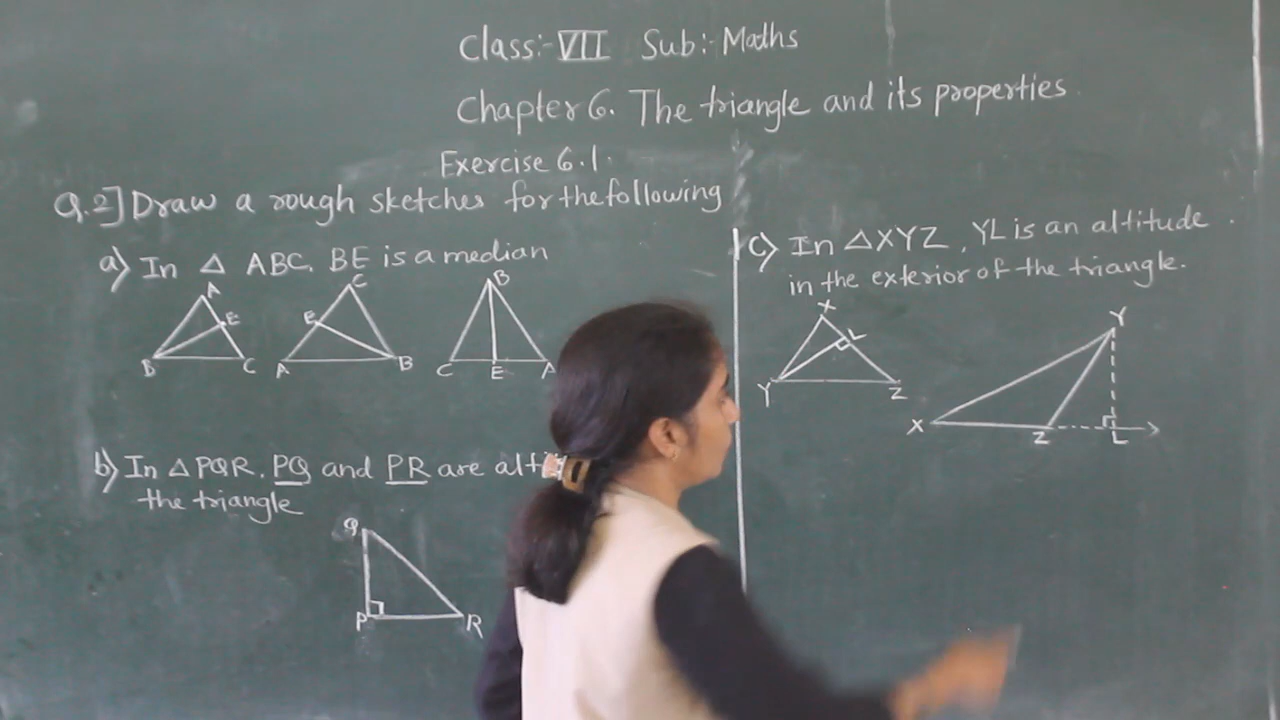 Class:- VII Sub:- Maths
Chapter 6. The triangle and its properties.
Exercise 6.1.
Q.2] Draw a rough sketches for the following
a) In △ ABC, BE is a median
A
E
B
C
C
E
A
B
B
C
E
A
b) In △PQR, PQ and PR are
the triangle
Q
P
R
c) In △XYZ, YL is an altitude
in the exterior of the triangle.
X
L
Y
Z
Y
X
Z
L